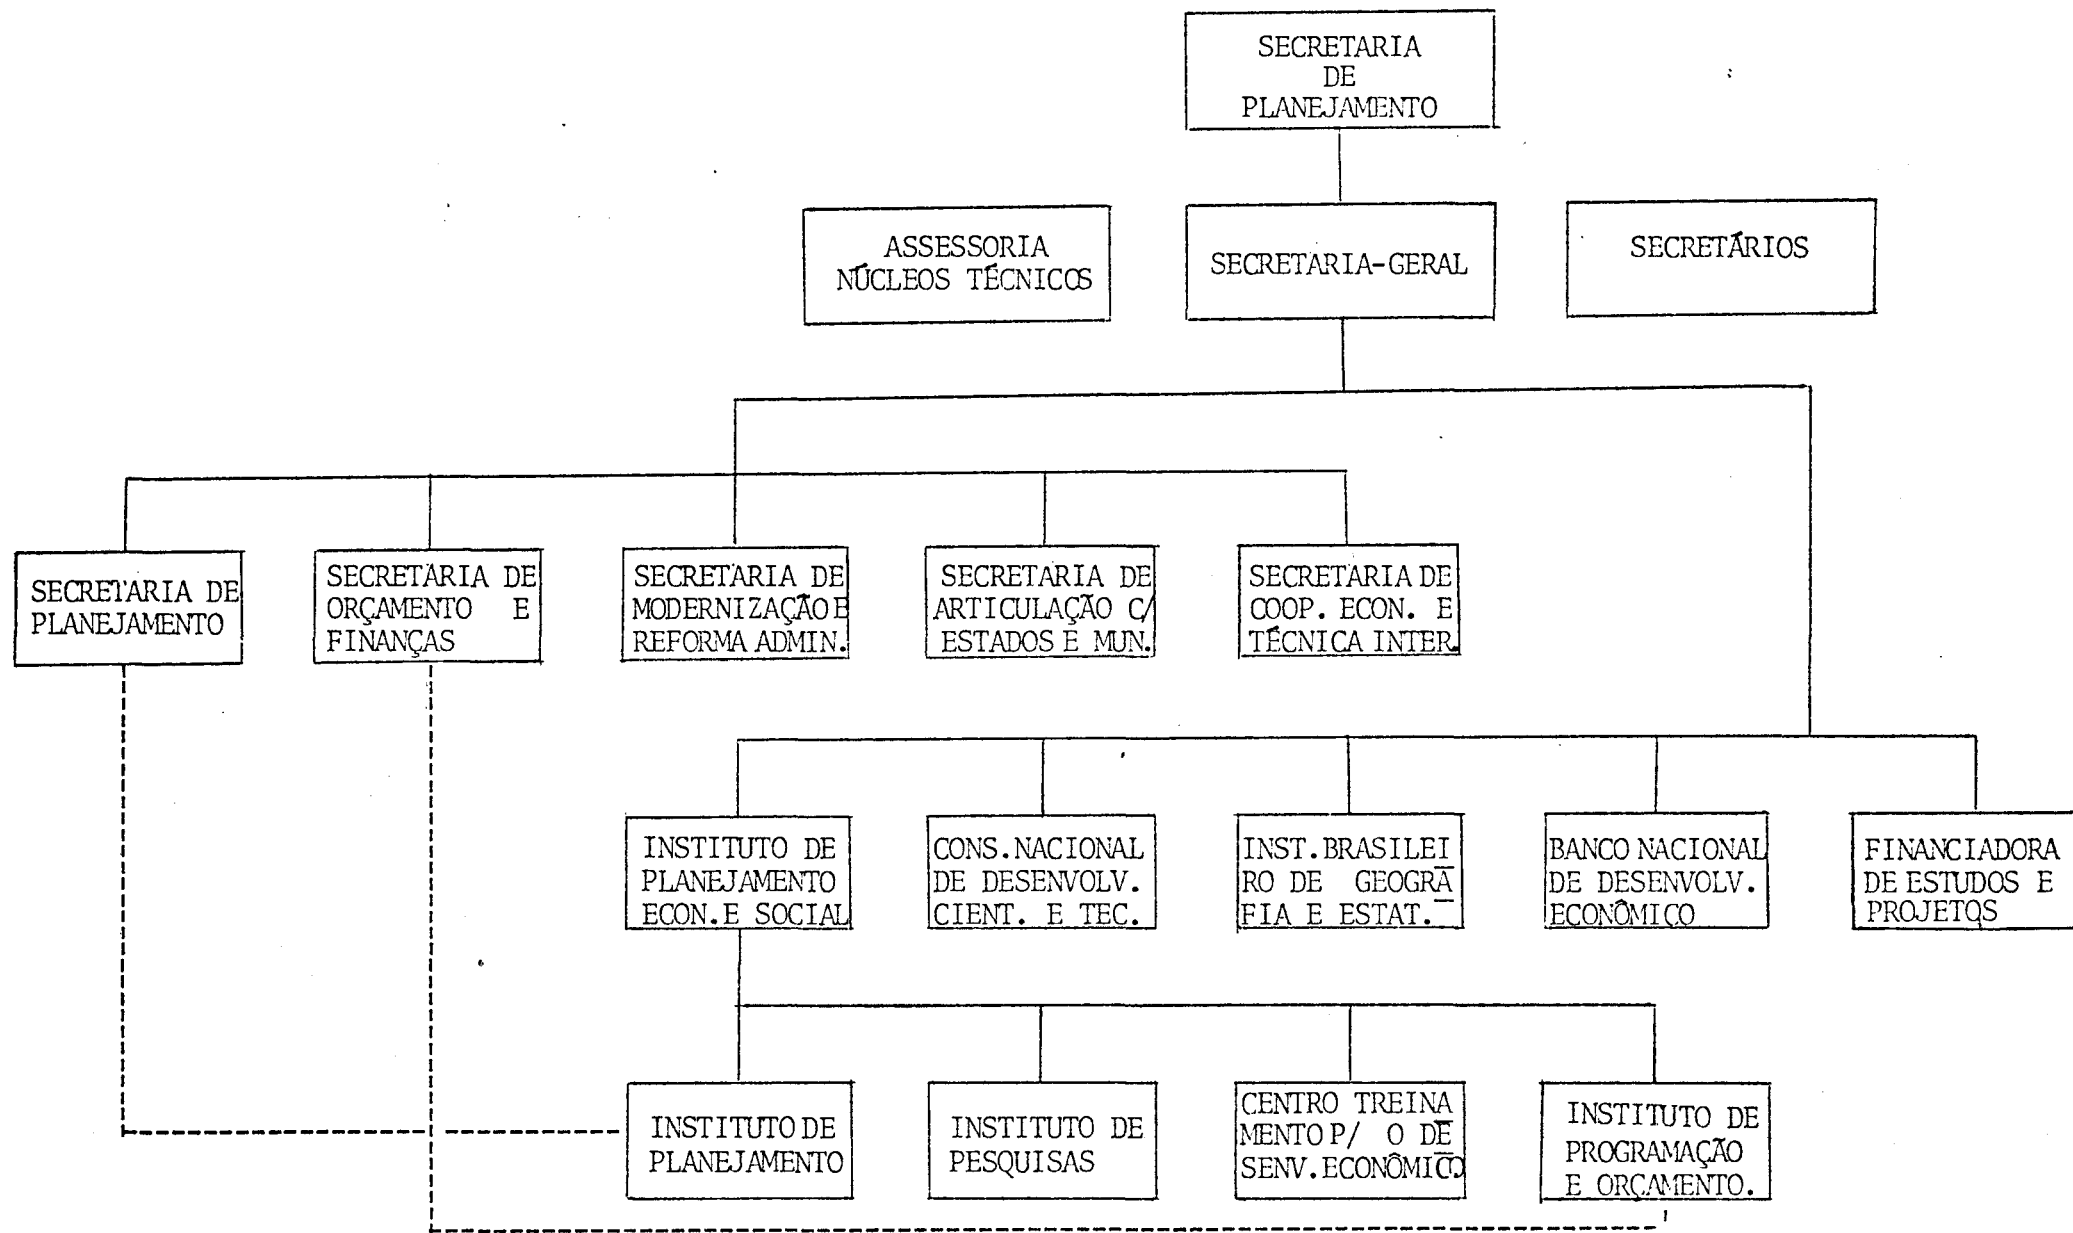 SECRETARIA
DE
PLANEJAMENTO
ASSESSORIA
NÚCLEOS TÉCNICOS
SECRETARIA-GERAL
SECRETÁRIOS
SECRETARIA DE
PLANEJAMENTO
SECRETARIA DE
ORÇAMENTO E
FINANÇAS
SECRETARIA DE
MODERNIZAÇÃO E
REFORMA ADMIN.
SECRETARIA DE
ARTICULAÇÃO C/
ESTADOS E MUN.
SECRETARIA DE
COOP. ECON. E
TÉCNICA INTER.
INSTITUTO DE
PLANEJAMENTO
ECON. E SOCIAL
CONS. NACIONAL
DE DESENVOLV.
CIENT. E TEC.
INST. BRASILEI
RO DE GEOGRA
FIA E ESTAT.
BANCO NACIONAL
DE DESENVOLV.
ECONÔMICO
FINANCIADORA
DE ESTUDOS E
PROJETOS
INSTITUTO DE
PLANEJAMENTO
INSTITUTO DE
PESQUISAS
CENTRO TREINA
MENTO P/ O DE
SENV. ECONÔMICO
INSTITUTO DE
PROGRAMAÇÃO
E ORÇAMENTO.